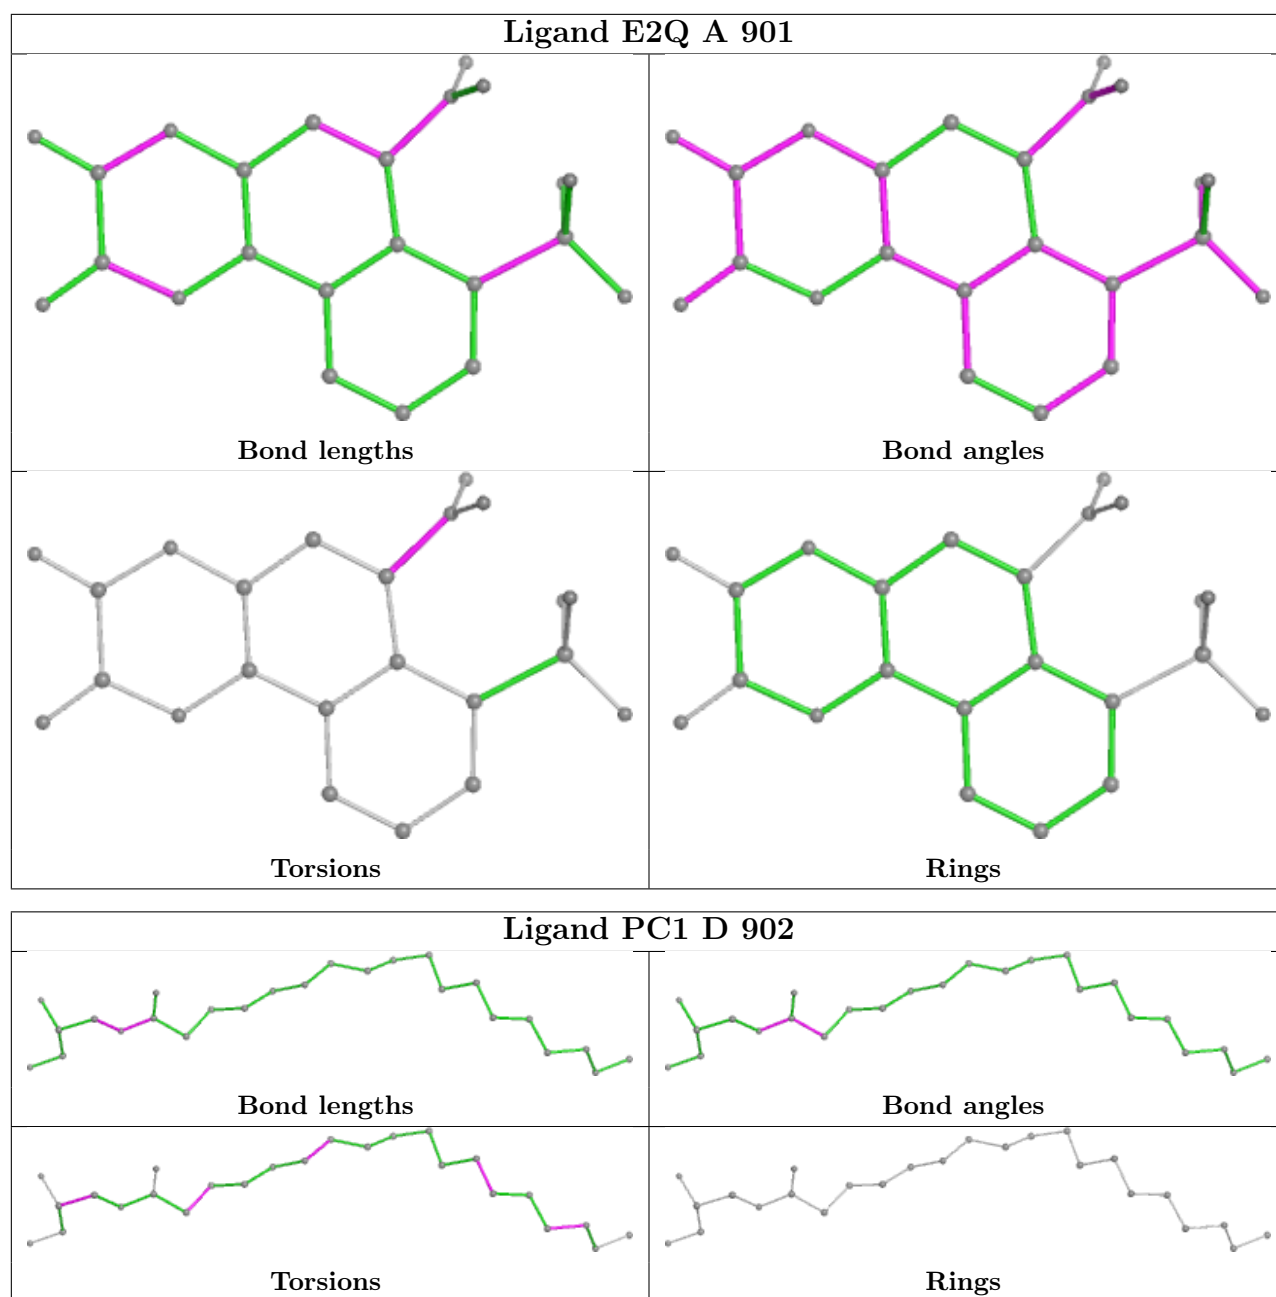 Ligand E2Q A 901
Bond lengths
Bond angles
Torsions
Rings
Ligand PC1 D 902
Bond lengths
Bond angles
Torsions
Rings